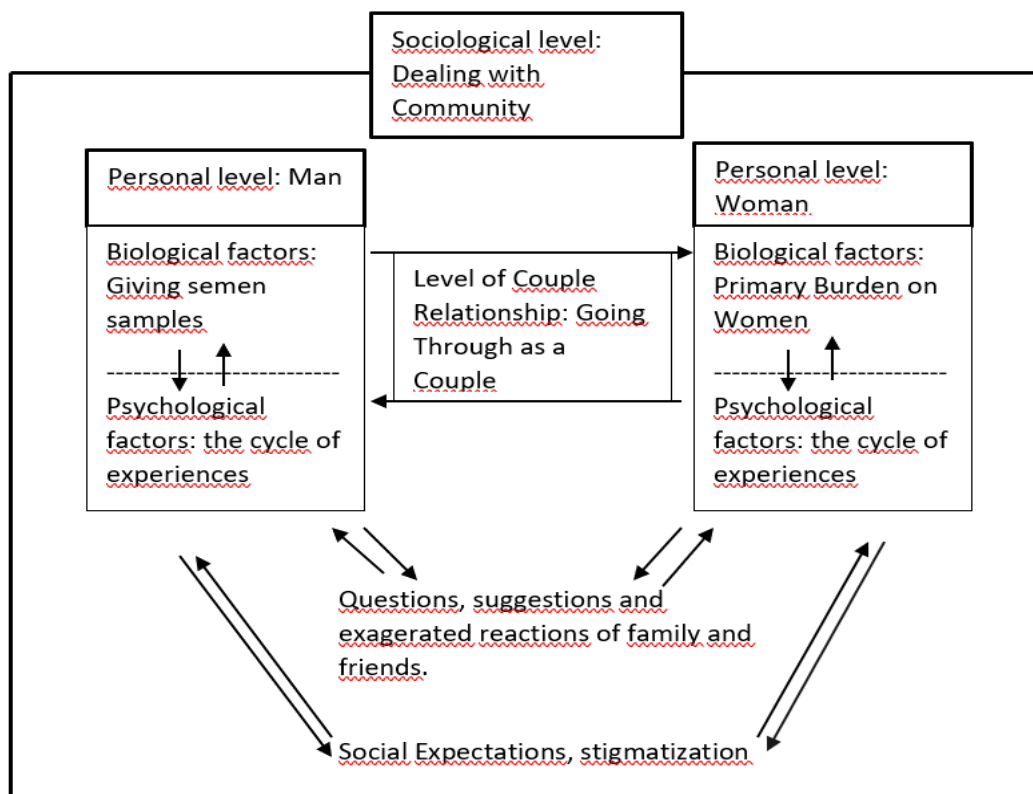 Sociological level:
Dealing with
Community
Personal level: Man
Personal level:
Woman
Biological factors:
Giving semen
samples
Psychological
factors: the cycle of
experiences
Level of Couple
Relationship: Going
Through as a
Couple
Biological factors:
Primary Burden on
Women
Psychological
factors: the cycle of
experiences
Questions, suggestions and
exagerated reactions of family and
friends.
Social Expectations, stigmatization